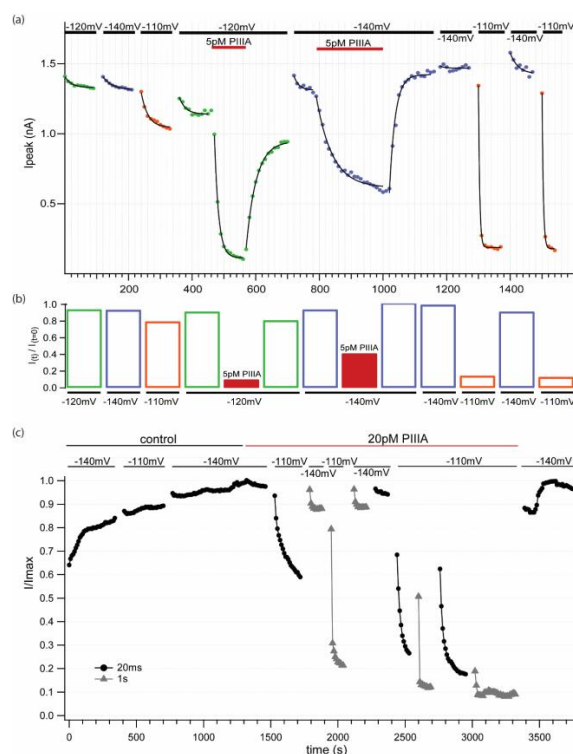 (a)
-120mV -140mV -110mV -120mV -140mV -140mV -110mV -140mV -110mV
5pM PIIIA 5pM PIIIA
Ipeak (nA)
1.5
1.0
0.5
200 400 600 800 1000 1200 1400
(b)
I(t) / I(t=0)
1.0
0.8
0.6
0.4
0.2
0.0
5pM PIIIA 5pM PIIIA
-120mV -140mV -110mV -120mV -140mV -140mV -110mV -140mV -110mV
(c)
control 20pM PIIIA
-140mV -110mV -140mV -110mV -140mV -110mV -140mV -110mV -140mV
I/Imax
1.0
0.9
0.8
0.7
0.6
0.5
0.4
0.3
0.2
0.1
0.0
20ms
1s
0 500 1000 1500 2000 2500 3000 3500
time (s)